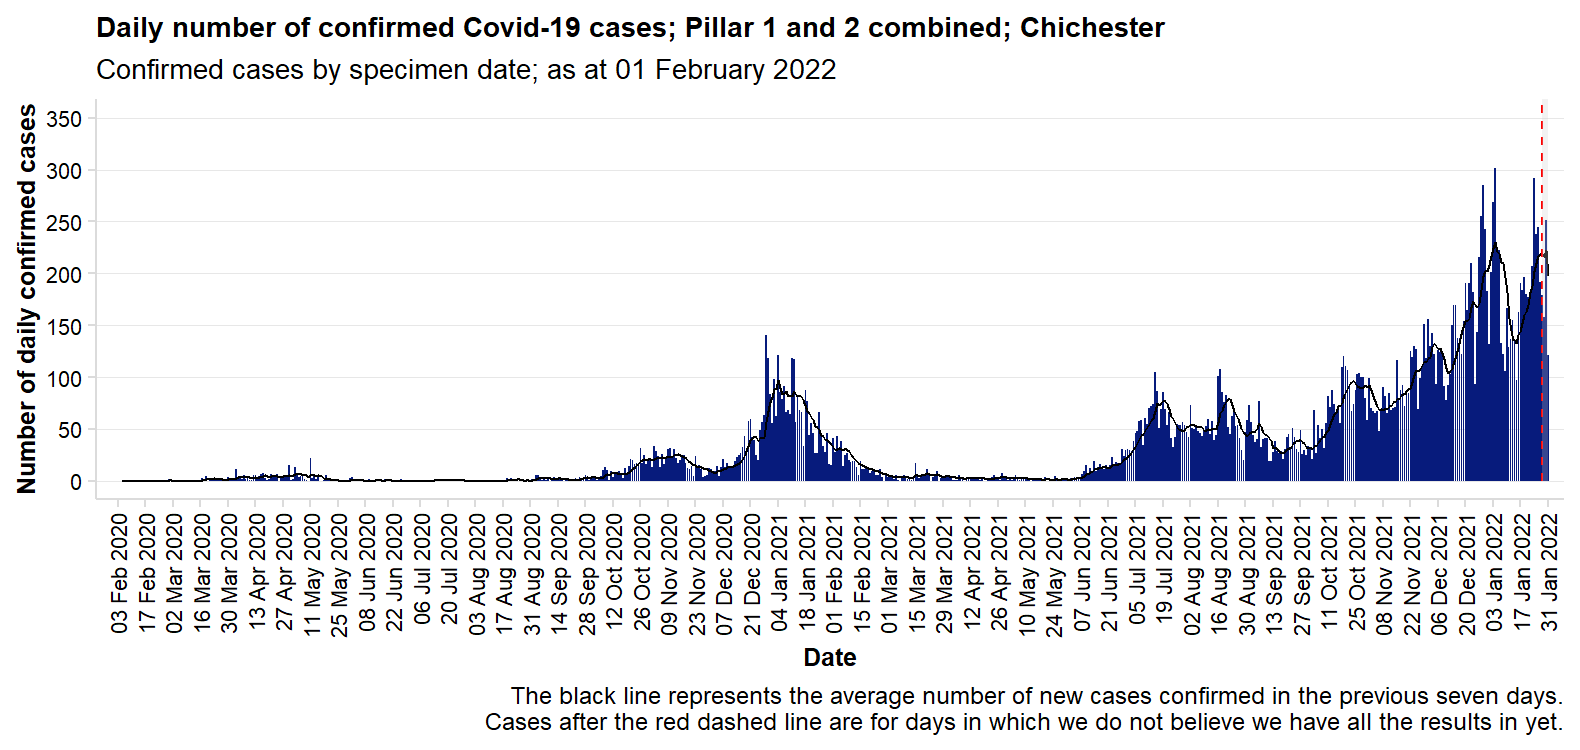 Daily number of confirmed Covid-19 cases; Pillar 1 and 2 combined; Chichester
Confirmed cases by specimen date; as at 01 February 2022
Number of daily confirmed cases
350
300
250
200
150
100
50
0
03 Feb 2020
17 Feb 2020
02 Mar 2020
16 Mar 2020
30 Mar 2020
13 Apr 2020
27 Apr 2020
11 May 2020
25 May 2020
08 Jun 2020
22 Jun 2020
06 Jul 2020
20 Jul 2020
03 Aug 2020
17 Aug 2020
31 Aug 2020
14 Sep 2020
28 Sep 2020
12 Oct 2020
26 Oct 2020
09 Nov 2020
23 Nov 2020
07 Dec 2020
21 Dec 2020
04 Jan 2021
18 Jan 2021
01 Feb 2021
15 Feb 2021
01 Mar 2021
15 Mar 2021
29 Mar 2021
12 Apr 2021
26 Apr 2021
10 May 2021
24 May 2021
07 Jun 2021
21 Jun 2021
05 Jul 2021
19 Jul 2021
02 Aug 2021
16 Aug 2021
30 Aug 2021
13 Sep 2021
27 Sep 2021
11 Oct 2021
25 Oct 2021
08 Nov 2021
22 Nov 2021
06 Dec 2021
20 Dec 2021
03 Jan 2022
17 Jan 2022
31 Jan 2022
Date
The black line represents the average number of new cases confirmed in the previous seven days.
Cases after the red dashed line are for days in which we do not believe we have all the results in yet.